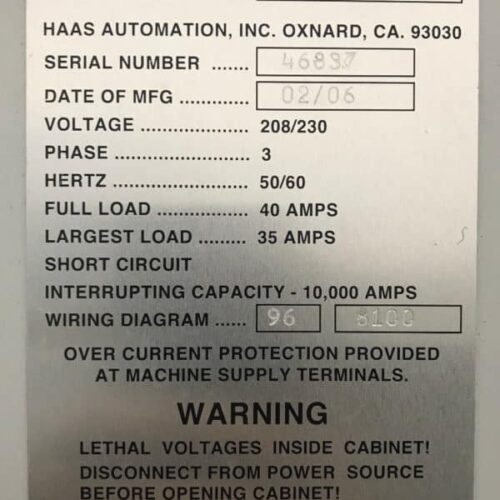 HAAS AUTOMATION, INC. OXNARD, CA. 93030
SERIAL NUMBER ....... 46837
DATE OF MFG ........... 02/06
VOLTAGE .................. 208/230
PHASE ...................... 3
HERTZ ...................... 50/60
FULL LOAD ............... 40 AMPS
LARGEST LOAD ......... 35 AMPS
SHORT CIRCUIT
INTERRUPTING CAPACITY - 10,000 AMPS
WIRING DIAGRAM ...... 96 8100
OVER CURRENT PROTECTION PROVIDED
AT MACHINE SUPPLY TERMINALS.
WARNING
LETHAL VOLTAGES INSIDE CABINET!
DISCONNECT FROM POWER SOURCE
BEFORE OPENING CABINET!